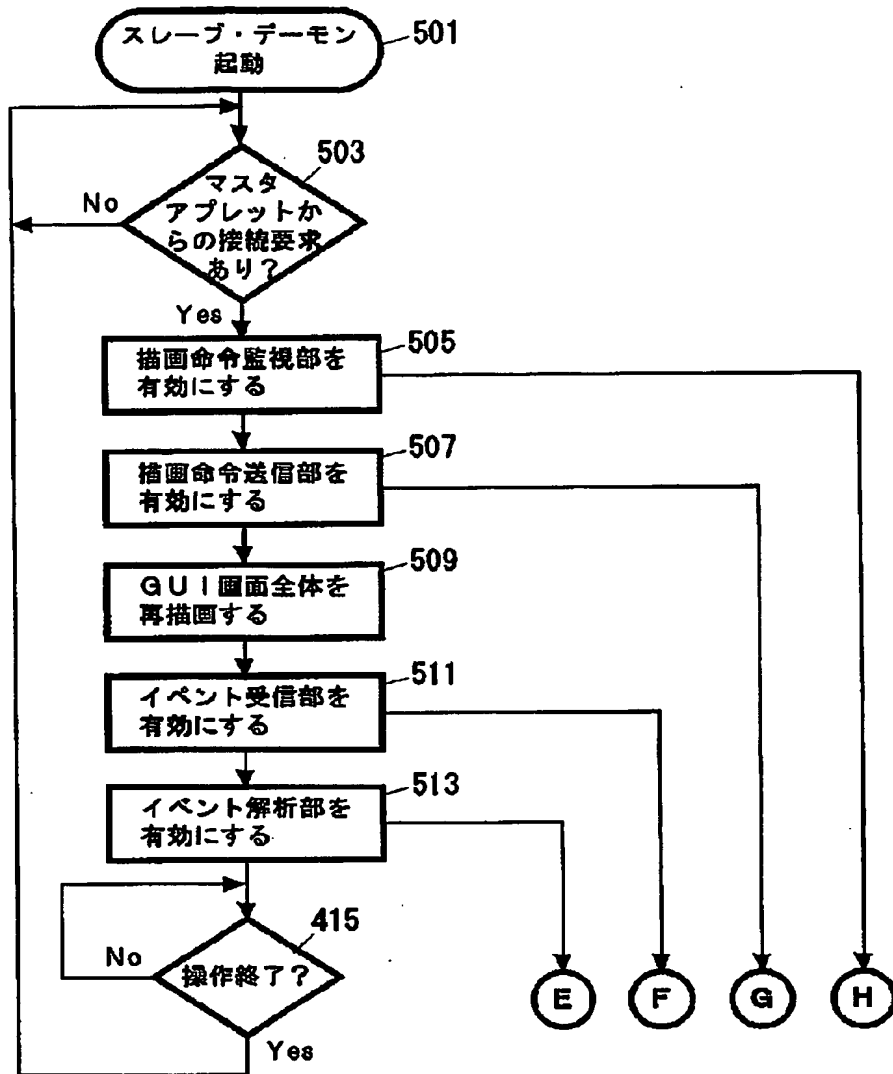 スレーブ・デーモン
起動
501
503
マスタ
アプレットか
らの接続要求
あり？
No
Yes
505
描画命令監視部を
有効にする
507
描画命令送信部を
有効にする
509
ＧＵＩ画面全体を
再描画する
511
イベント受信部を
有効にする
513
イベント解析部を
有効にする
415
操作終了？
No
Yes
E
F
G
H